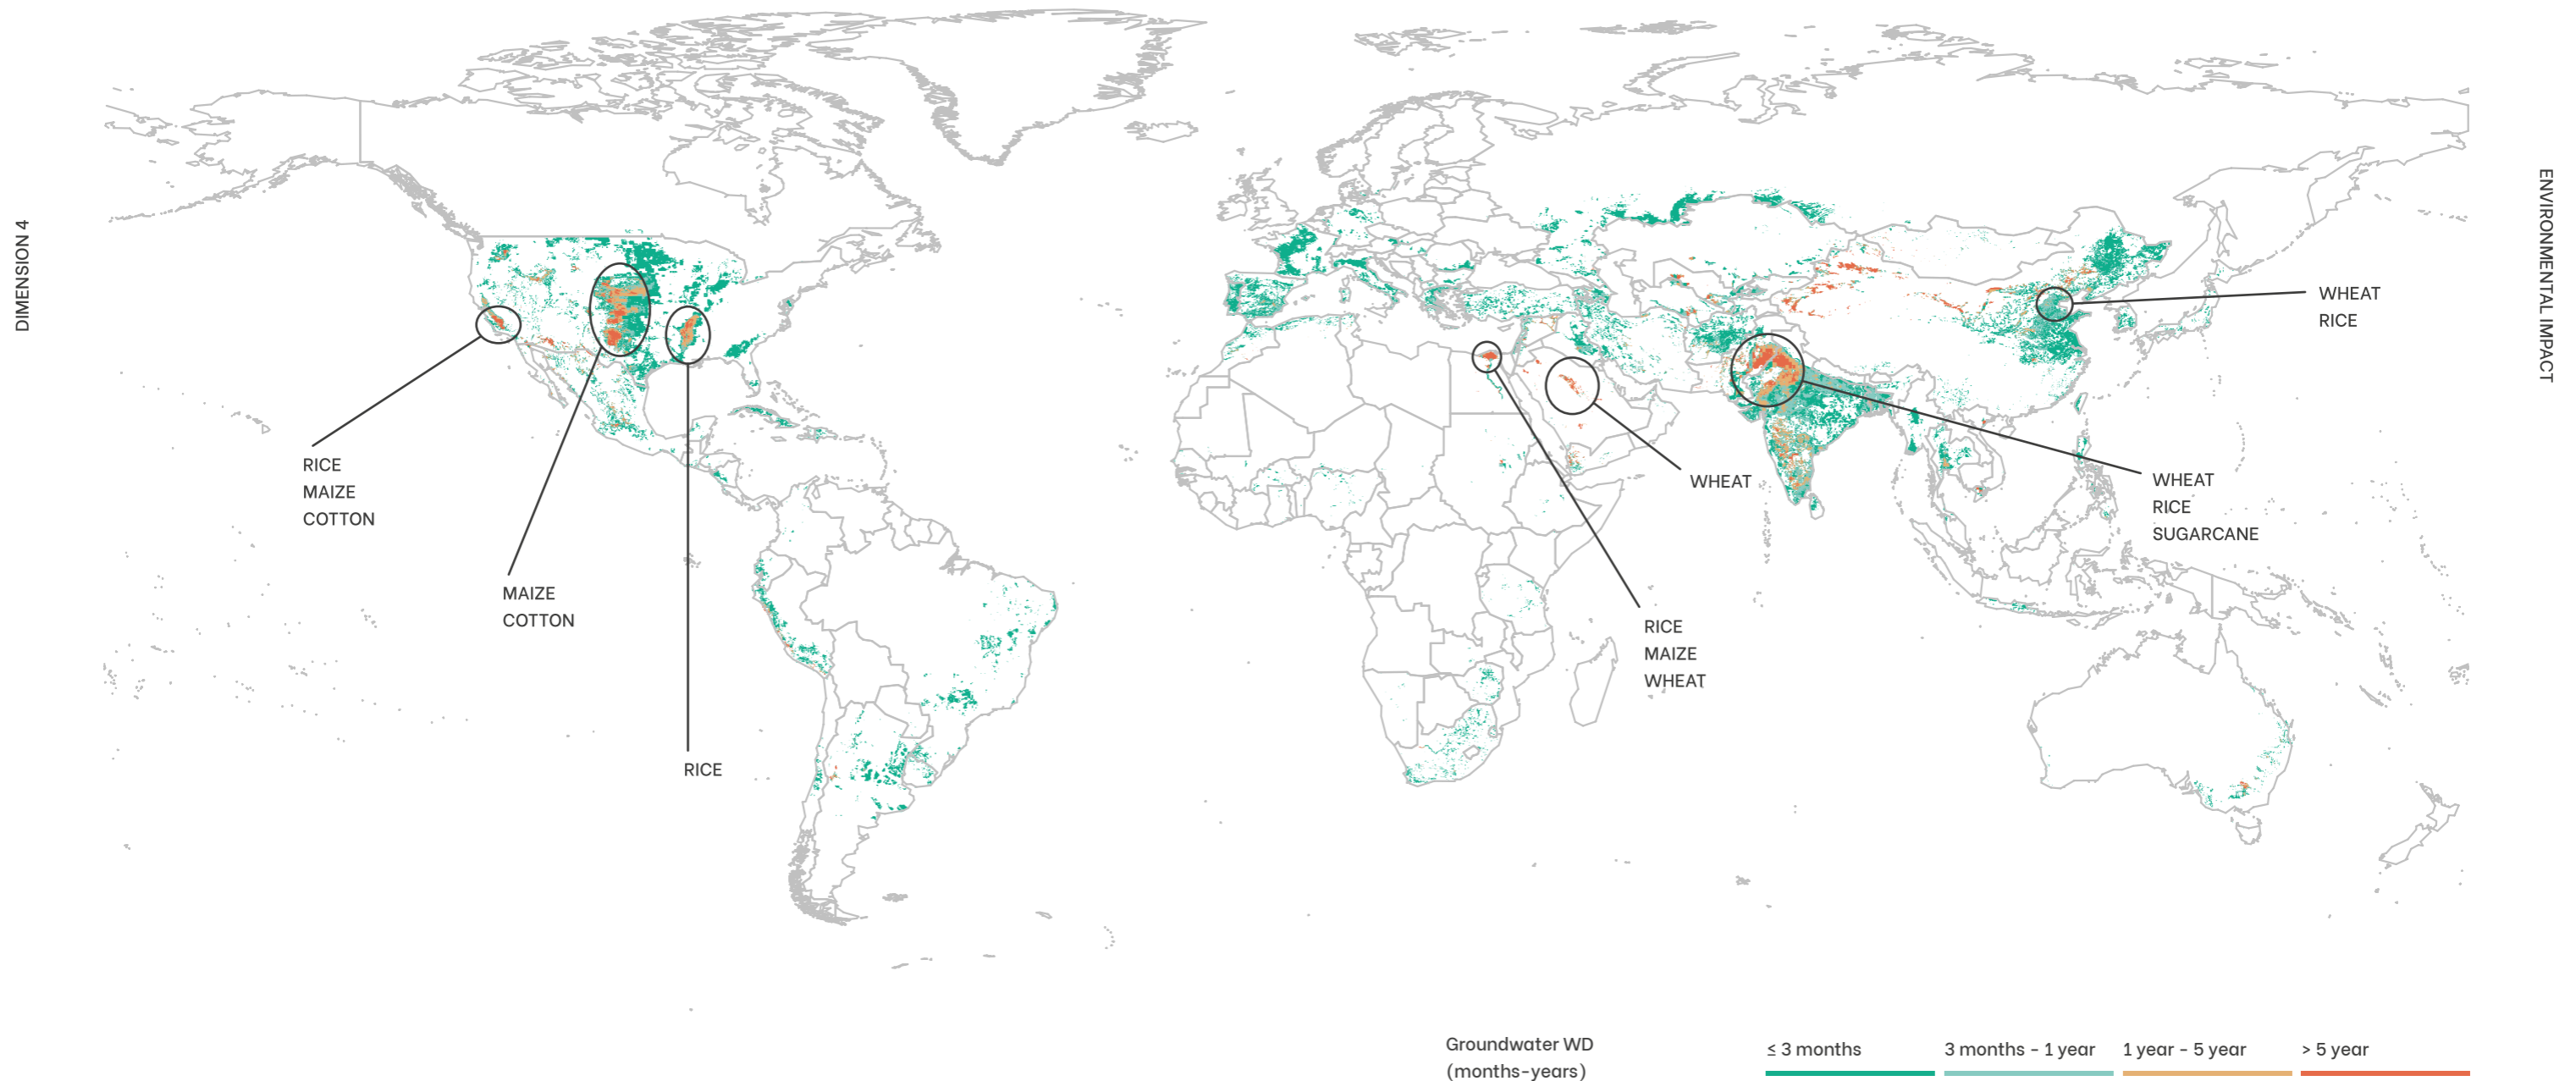 DIMENSION 4
ENVIRONMENTAL IMPACT
WHEAT
RICE
RICE
MAIZE
COTTON
WHEAT
WHEAT
RICE
SUGARCANE
MAIZE
COTTON
RICE
MAIZE
WHEAT
RICE
Groundwater WD
(months-years)
≤ 3 months
3 months - 1 year
1 year - 5 year
> 5 year